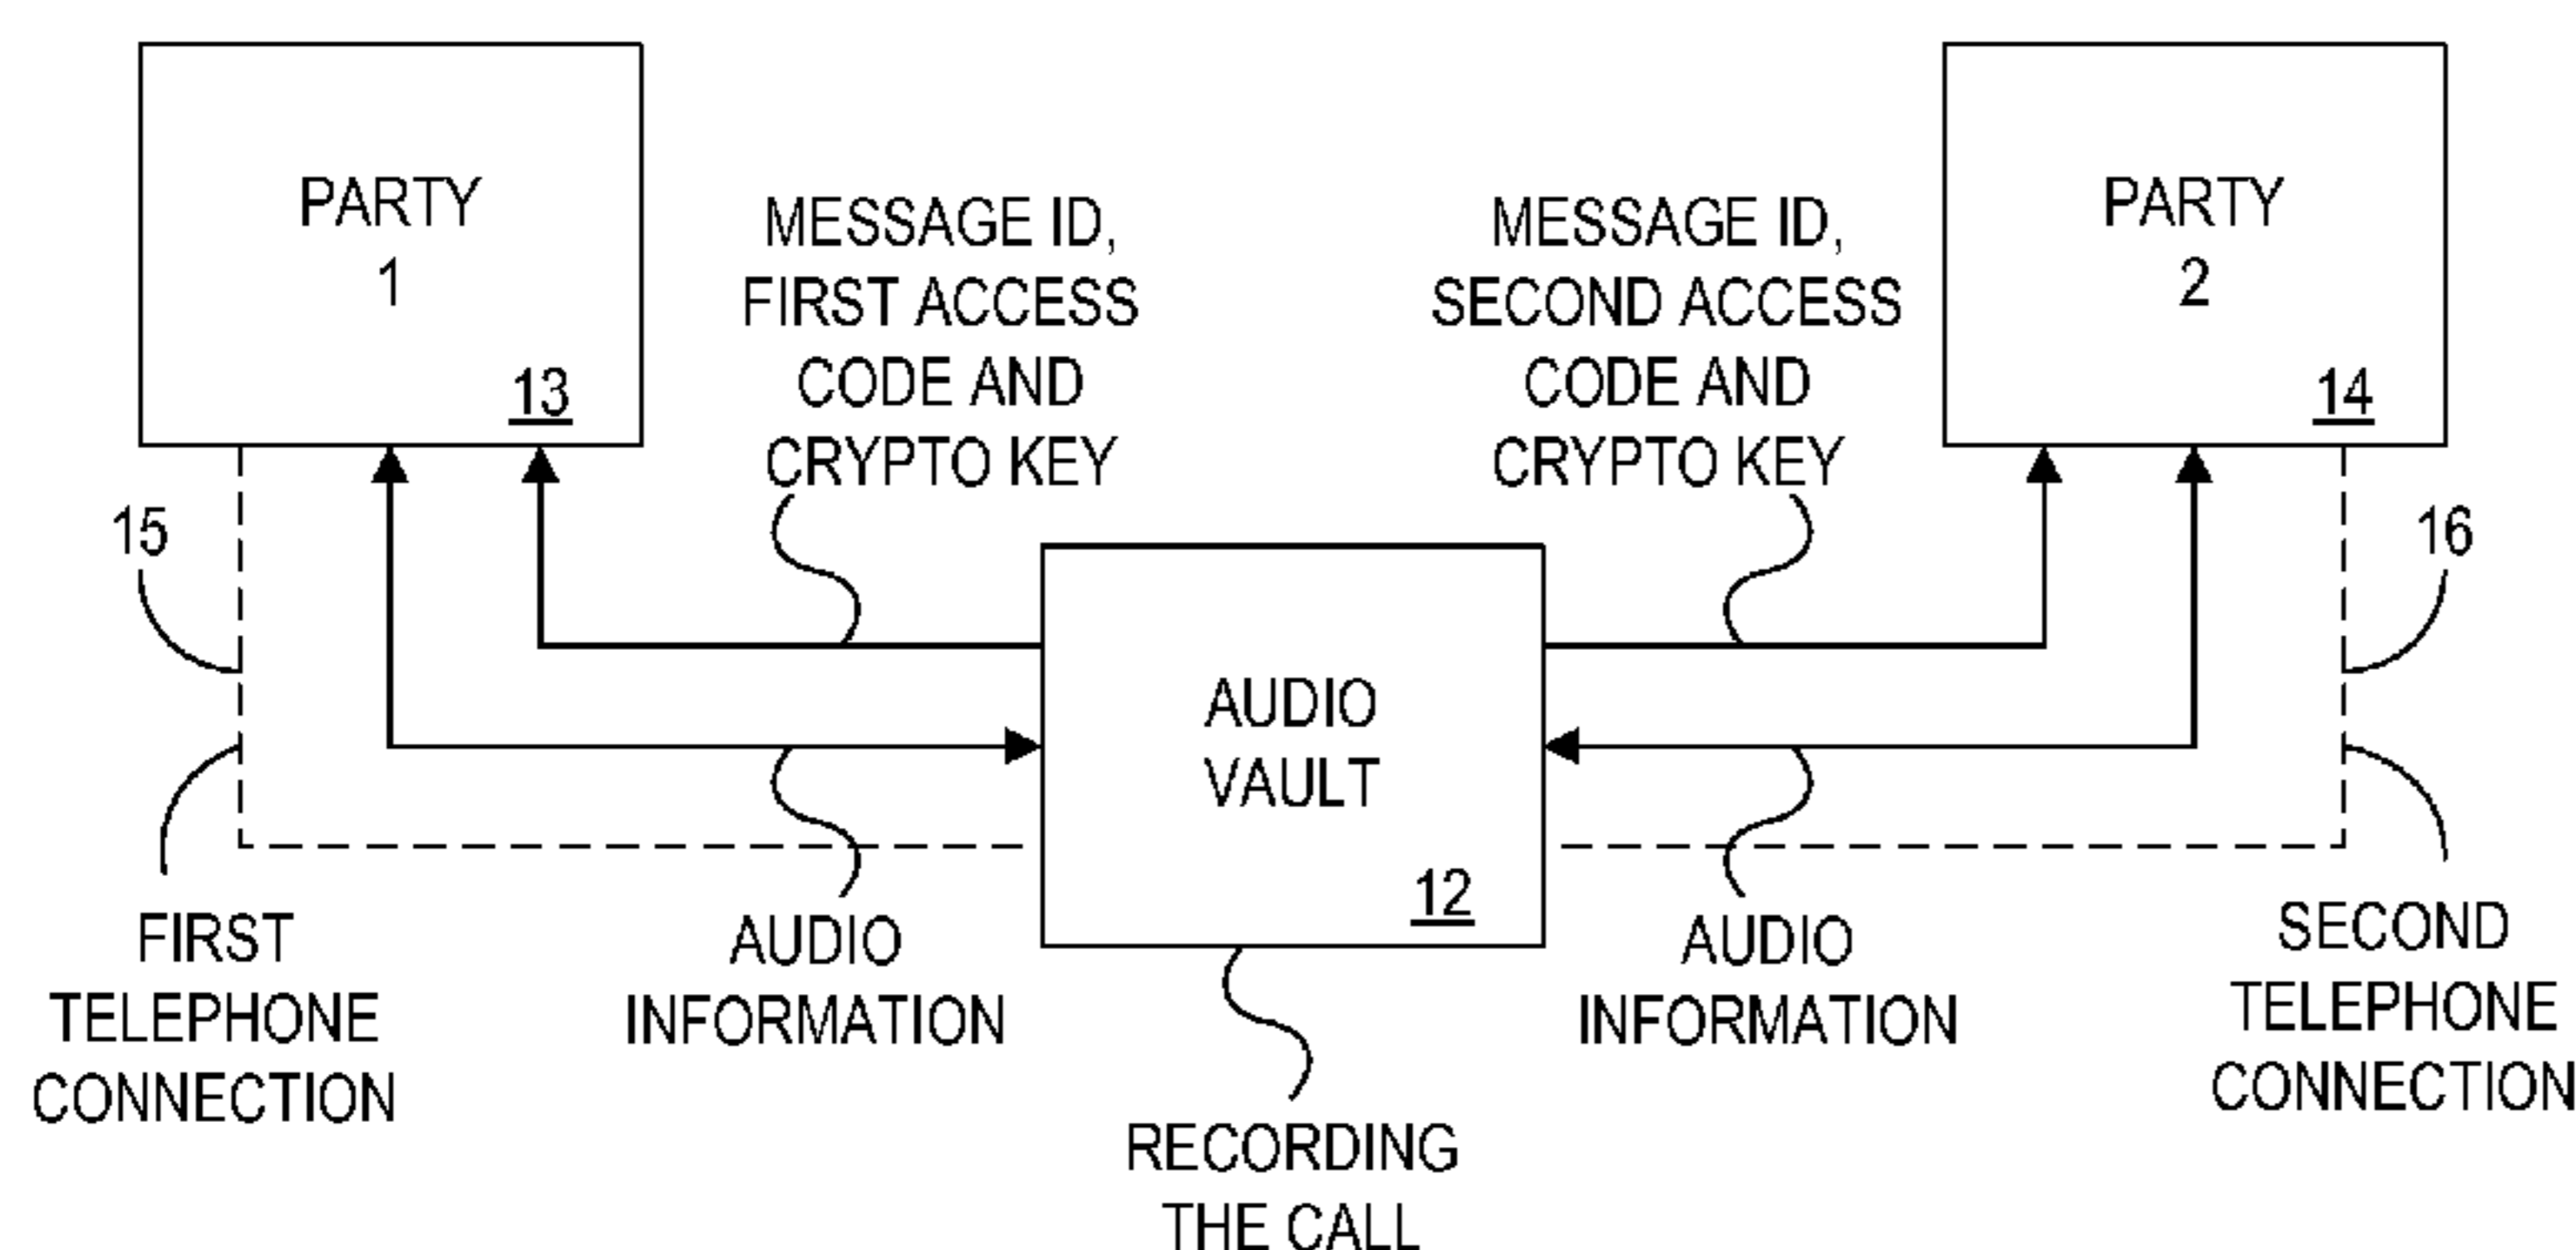 PARTY
1
13
MESSAGE ID,
FIRST ACCESS
CODE AND
CRYPTO KEY
MESSAGE ID,
SECOND ACCESS
CODE AND
CRYPTO KEY
PARTY
2
14
15
16
AUDIO
VAULT
12
FIRST
TELEPHONE
CONNECTION
AUDIO
INFORMATION
AUDIO
INFORMATION
SECOND
TELEPHONE
CONNECTION
RECORDING
THE CALL